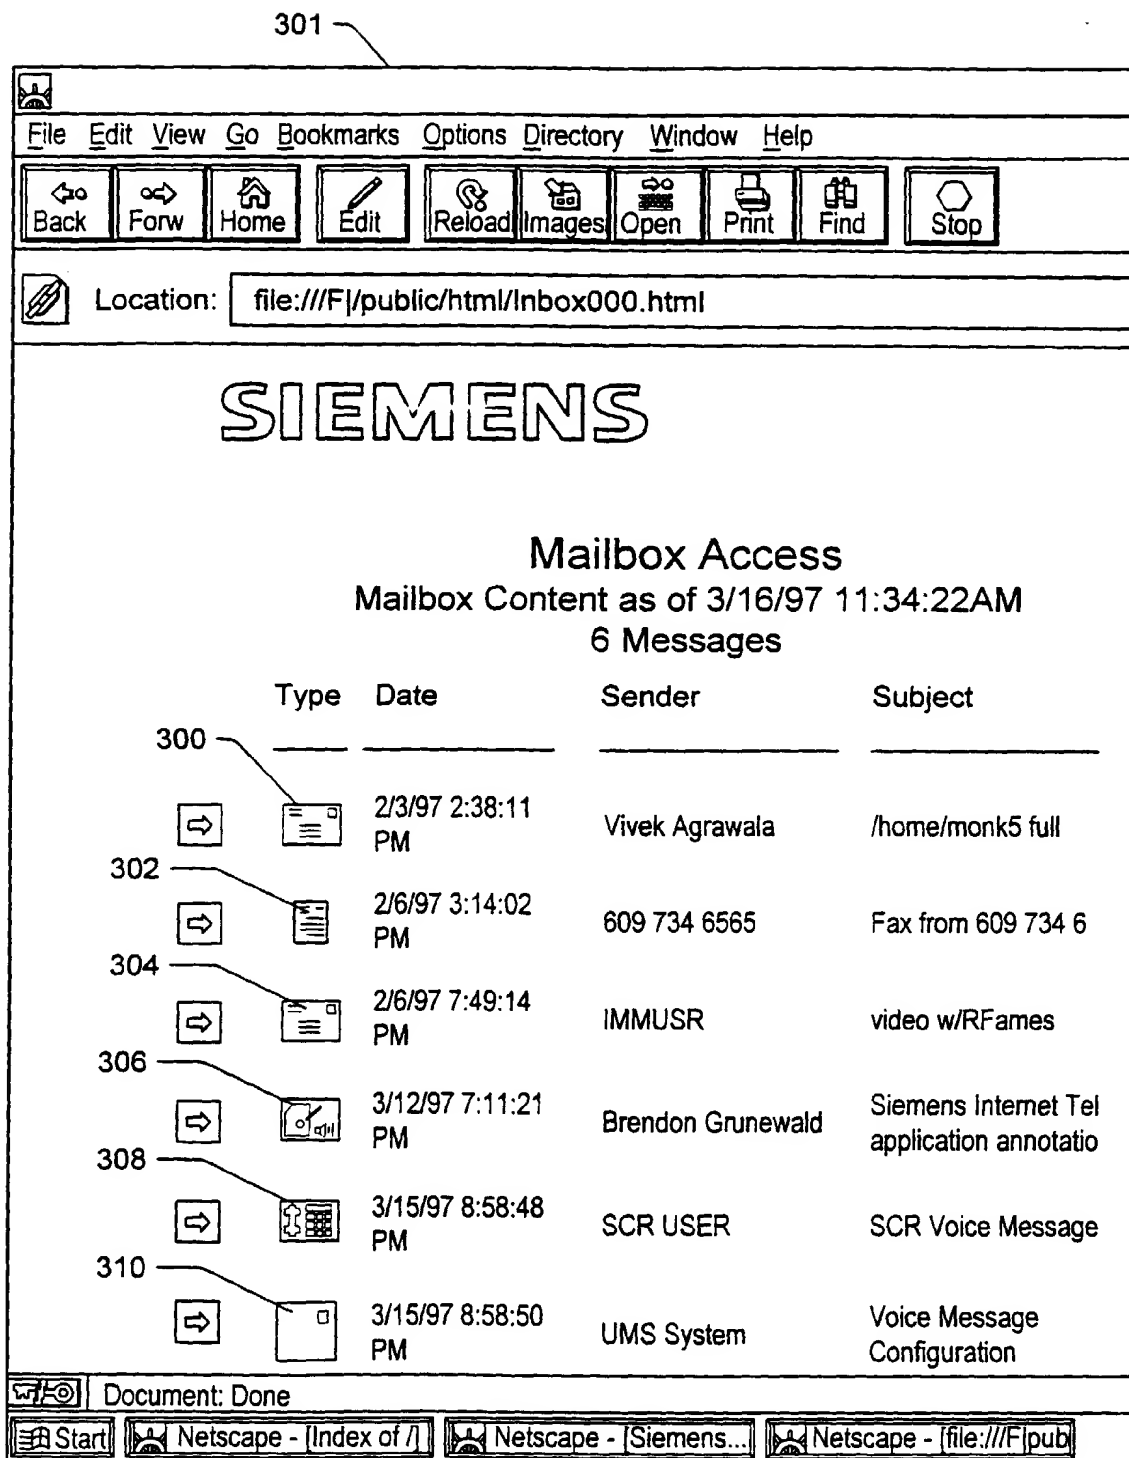 301
File Edit View Go Bookmarks Options Directory Window Help
Back Forw Home Edit Reload Images Open Print Find Stop
Location: file:///F|/public/html/Inbox000.html
SIEMENS
Mailbox Access
Mailbox Content as of 3/16/97 11:34:22AM
6 Messages
Type Date Sender Subject
300
2/3/97 2:38:11 PM Vivek Agrawala /home/monk5 full
302
2/6/97 3:14:02 PM 609 734 6565 Fax from 609 734 6
304
2/6/97 7:49:14 PM IMMUSR video w/RFames
306
3/12/97 7:11:21 PM Brendon Grunewald Siemens Internet Tel application annotatio
308
3/15/97 8:58:48 PM SCR USER SCR Voice Message
310
3/15/97 8:58:50 PM UMS System Voice Message Configuration
Document: Done
Start Netscape - [Index of /] Netscape - [Siemens... Netscape - [file:///F|pub